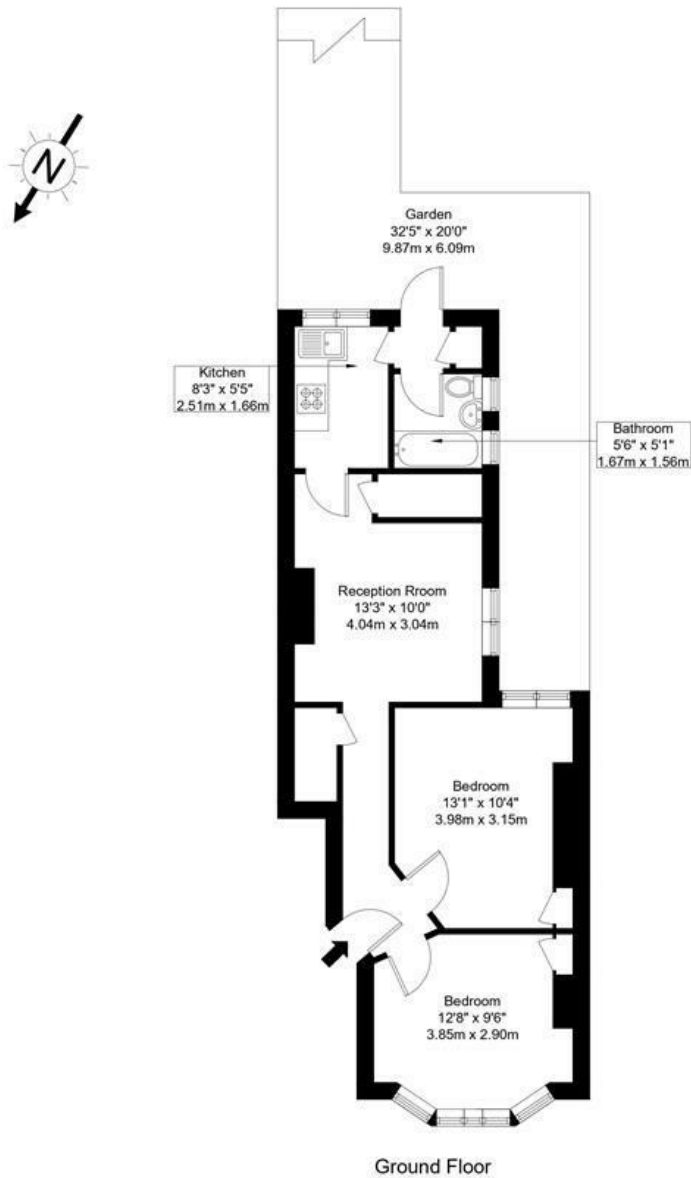 N
Garden
32'5" x 20'0"
9.87m x 6.09m
Kitchen
8'3" x 5'5"
2.51m x 1.66m
Bathroom
5'6" x 5'1"
1.67m x 1.56m
Reception Rroom
13'3" x 10'0"
4.04m x 3.04m
Bedroom
13'1" x 10'4"
3.98m x 3.15m
Bedroom
12'8" x 9'6"
3.85m x 2.90m
Ground Floor